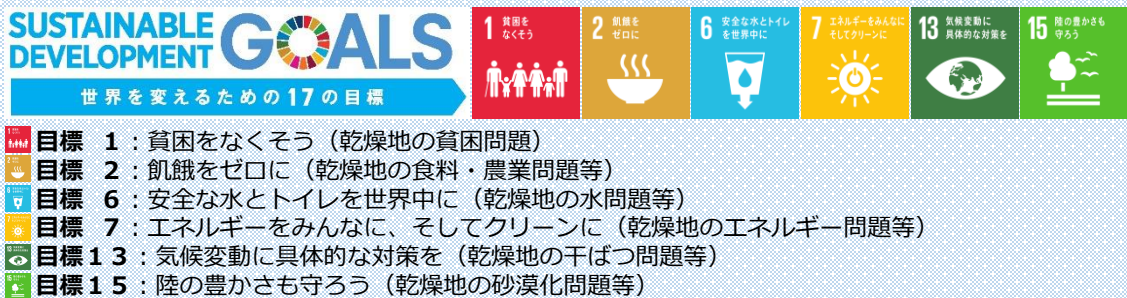 SUSTAINABLE
DEVELOPMENT
GOALS
世界を変えるための17の目標
1 貧困を
なくそう
2 飢餓を
ゼロに
6 安全な水とトイレ
を世界中に
7 エネルギーをみんなに
そしてクリーンに
13 気候変動に
具体的な対策を
15 陸の豊かさも
守ろう
目標 1：貧困をなくそう（乾燥地の貧困問題）
目標 2：飢餓をゼロに（乾燥地の食料・農業問題等）
目標 6：安全な水とトイレを世界中に（乾燥地の水問題等）
目標 7：エネルギーをみんなに、そしてクリーンに（乾燥地のエネルギー問題等）
目標１３：気候変動に具体的な対策を（乾燥地の干ばつ問題等）
目標１５：陸の豊かさも守ろう（乾燥地の砂漠化問題等）